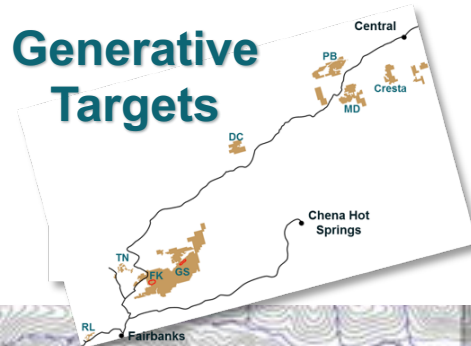 Generative
Targets
Central
PB
Cresta
MD
DC
Chena Hot
Springs
TN
FK
GS
RL
Fairbanks